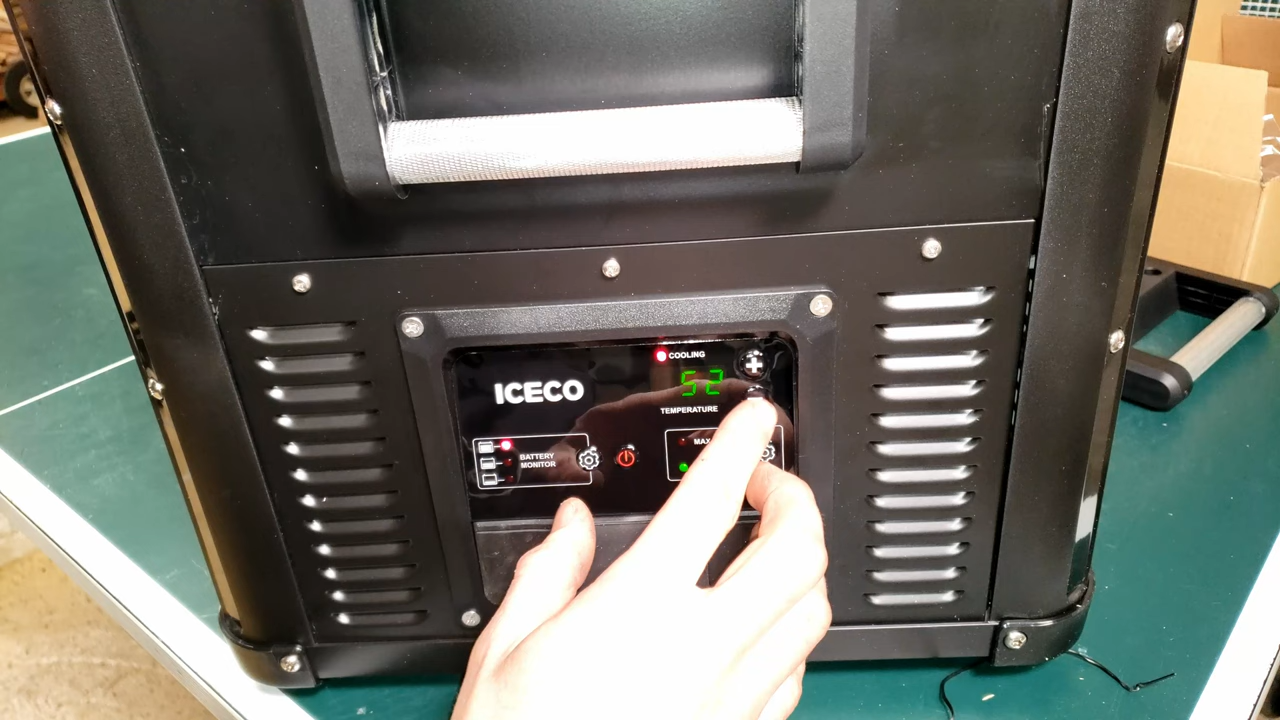 COOLING
52
ICECO
TEMPERATURE
BATTERY
MONITOR
MAX